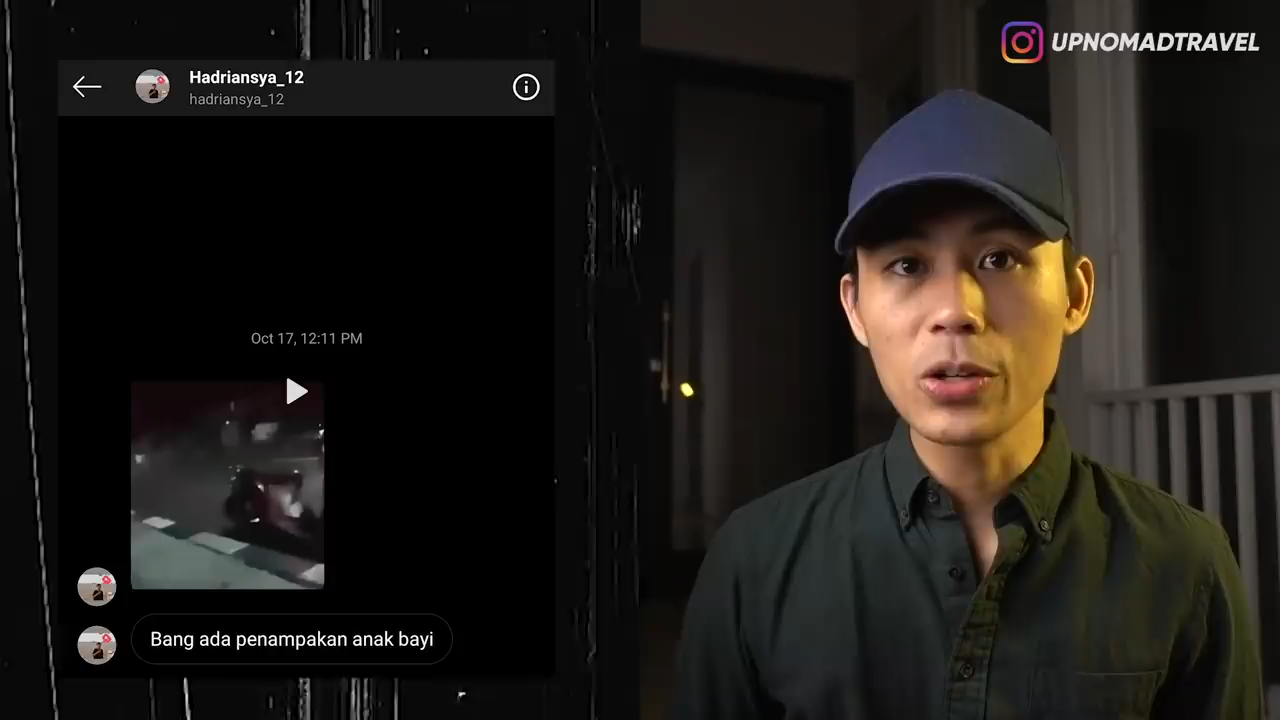 UPNOMADTRAVEL
Hadriansya_12
hadriansya_12
Oct 17, 12:11 PM
Bang ada penampakan anak bayi